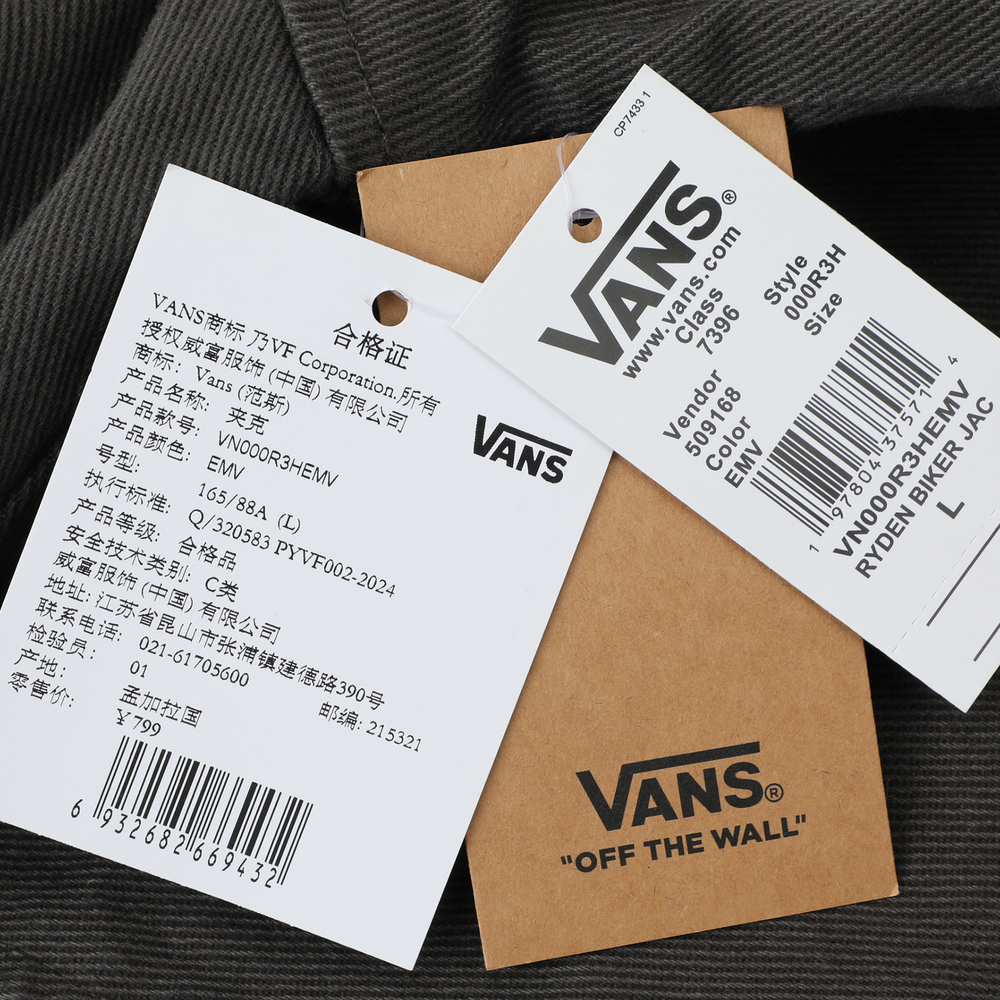 合格证
VANS商标 乃VF Corporation.所有
授权威富服饰 (中国) 有限公司
商标: Vans (范斯)
产品名称: 夹克
产品款号: VN000R3HEMV
产品颜色: EMV
号型: 165/88A (L)
执行标准: Q/320583 PYVF002-2024
产品等级: 合格品
安全技术类别: C类
威富服饰 (中国) 有限公司
地址: 江苏省昆山市张浦镇建德路390号
邮编: 215321
联系电话: 021-61705600
检验员: 01
产地: 孟加拉国
零售价: ¥799
6 932682 669432
VANS
VANS®
"OFF THE WALL"
CP7433 1
VANS®
www.vans.com
Class
7396
Style
000R3H
Size
Vendor
509168
Color
EMV
1 97804 37571 4
VN000R3HEMV
RYDEN BIKER JAC
L